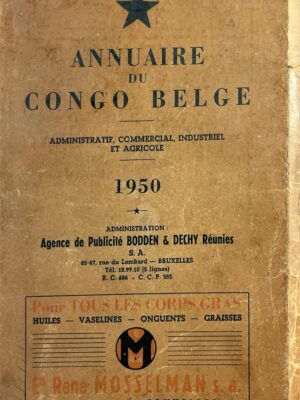 ANNUAIRE
DU
CONGO BELGE
ADMINISTRATIF, COMMERCIAL, INDUSTRIEL
ET AGRICOLE
1950
ADMINISTRATION :
Agence de Publicité BODDEN & DECHY Réunies
S. A.
65-67, rue du Lombard — BRUXELLES
Tél. 12.99.10 (5 lignes)
R. C. 686 - C. C. P. 555
Pour TOUS LES CORPS GRAS
HUILES — VASELINES — ONGUENTS — GRAISSES
M
René MOSSELMAN s. a.